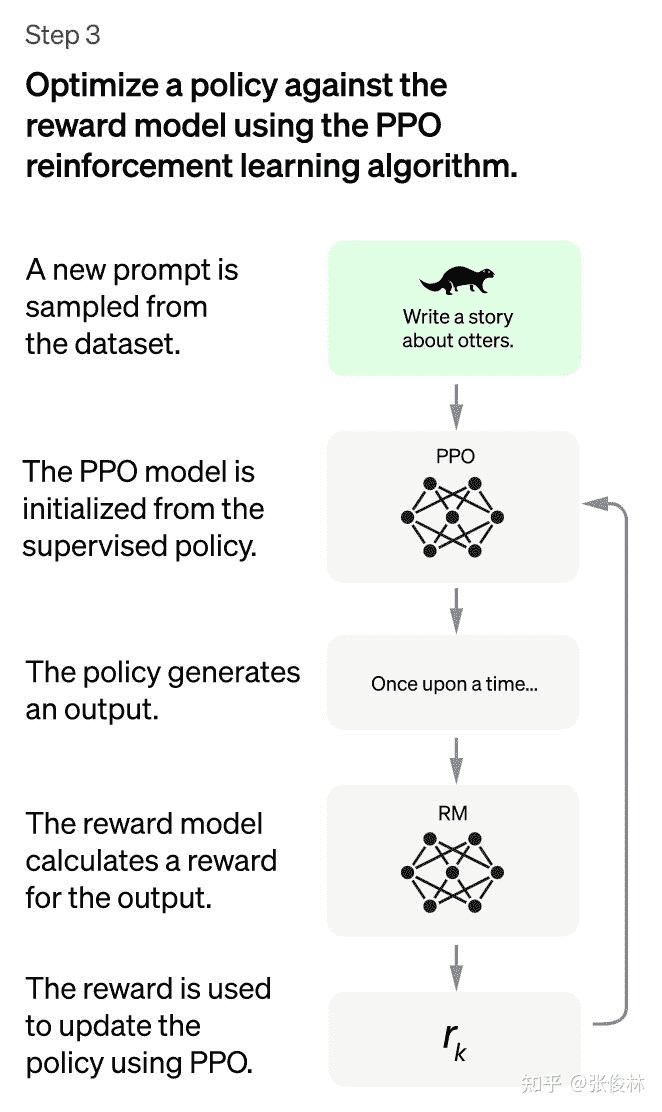 Step 3
Optimize a policy against the
reward model using the PPO
reinforcement learning algorithm.
A new prompt is
sampled from
the dataset.
Write a story
about otters.
The PPO model is
initialized from the
supervised policy.
PPO
The policy generates
an output.
Once upon a time...
The reward model
calculates a reward
for the output.
RM
The reward is used
to update the
policy using PPO.
rk
知乎 @张俊林